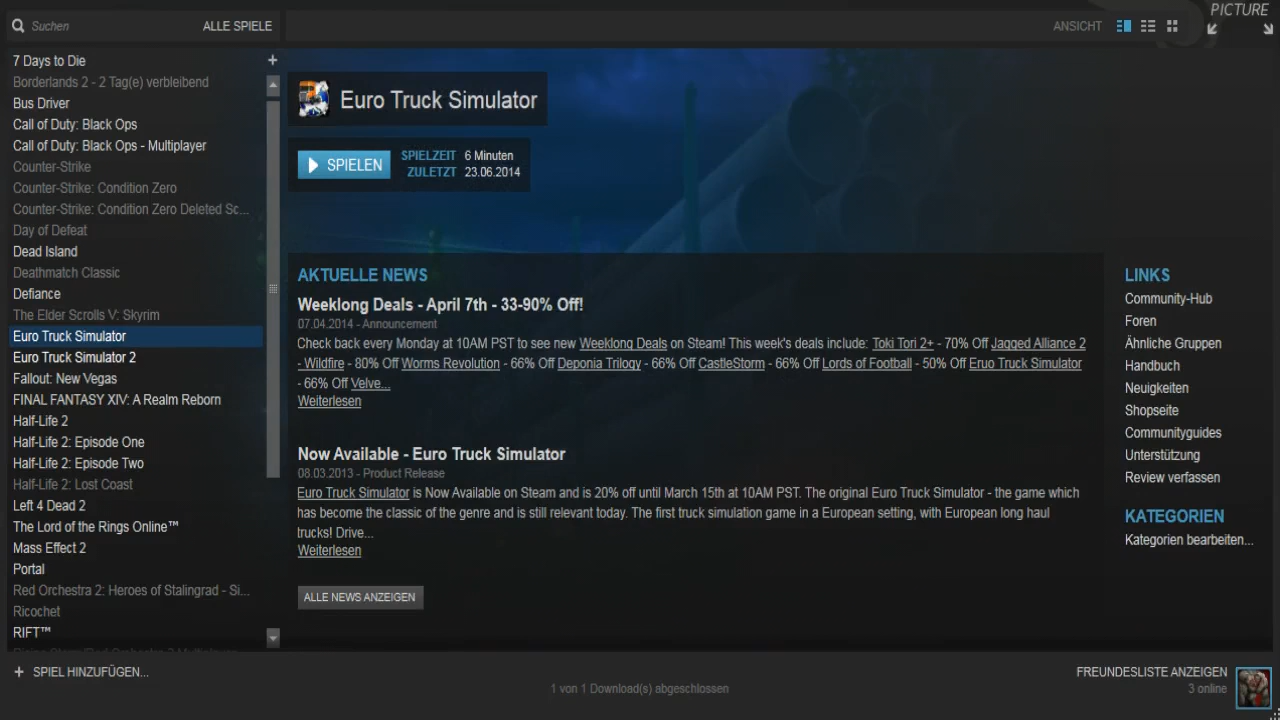 PICTURE
Suchen
ALLE SPIELE
ANSICHT
7 Days to Die
+
Borderlands 2 - 2 Tag(e) verbleibend
Bus Driver
Call of Duty: Black Ops
Call of Duty: Black Ops - Multiplayer
Counter-Strike
Counter-Strike: Condition Zero
Counter-Strike: Condition Zero Deleted Sc...
Day of Defeat
Dead Island
Deathmatch Classic
Defiance
The Elder Scrolls V: Skyrim
Euro Truck Simulator
Euro Truck Simulator 2
Fallout: New Vegas
FINAL FANTASY XIV: A Realm Reborn
Half-Life 2
Half-Life 2: Episode One
Half-Life 2: Episode Two
Half-Life 2: Lost Coast
Left 4 Dead 2
The Lord of the Rings Online™
Mass Effect 2
Portal
Red Orchestra 2: Heroes of Stalingrad - Si...
Ricochet
RIFT™
+ SPIEL HINZUFÜGEN...
Euro Truck Simulator
SPIELEN
SPIELZEIT 6 Minuten
ZULETZT 23.06.2014
AKTUELLE NEWS
Weeklong Deals - April 7th - 33-90% Off!
07.04.2014 - Announcement
Check back every Monday at 10AM PST to see new Weeklong Deals on Steam! This week's deals include: Toki Tori 2+ - 70% Off Jagged Alliance 2
- Wildfire - 80% Off Worms Revolution - 66% Off Deponia Trilogy - 66% Off CastleStorm - 66% Off Lords of Football - 50% Off Eruo Truck Simulator
- 66% Off Velve...
Weiterlesen
Now Available - Euro Truck Simulator
08.03.2013 - Product Release
Euro Truck Simulator is Now Available on Steam and is 20% off until March 15th at 10AM PST. The original Euro Truck Simulator - the game which
has become the classic of the genre and is still relevant today. The first truck simulation game in a European setting, with European long haul
trucks! Drive...
Weiterlesen
ALLE NEWS ANZEIGEN
LINKS
Community-Hub
Foren
Ähnliche Gruppen
Handbuch
Neuigkeiten
Shopseite
Communityguides
Unterstützung
Review verfassen
KATEGORIEN
Kategorien bearbeiten...
1 von 1 Download(s) abgeschlossen
FREUNDESLISTE ANZEIGEN
3 online